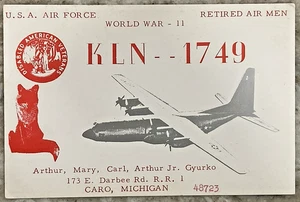 U.S.A. AIR FORCE RETIRED AIR MEN
WORLD WAR - 11
DISABLED AMERICAN VETERANS
KLN--1749
Arthur, Mary, Carl, Arthur Jr. Gyurko
173 E. Darbee Rd. R.R. 1
CARO, MICHIGAN 48723